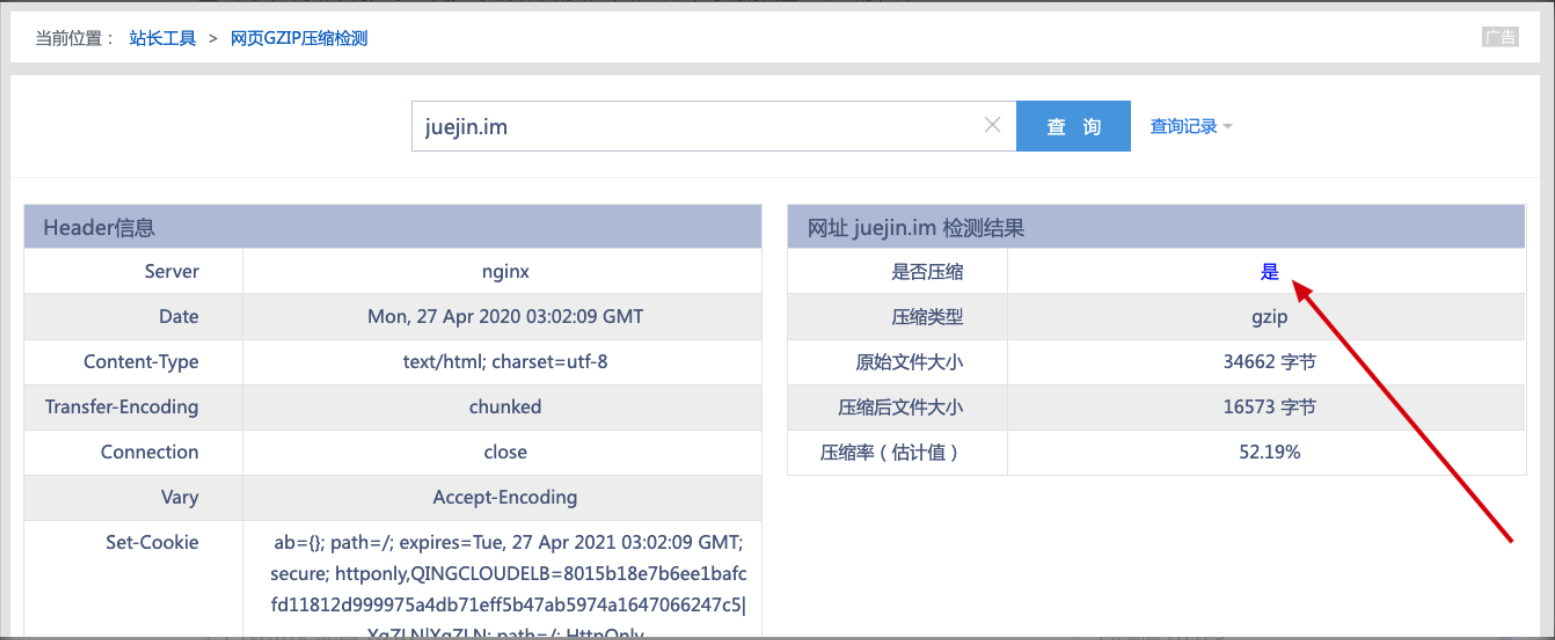 当前位置： 站长工具 > 网页GZIP压缩检测
广告
juejin.im
查 询
查询记录
Header信息
Server nginx
Date Mon, 27 Apr 2020 03:02:09 GMT
Content-Type text/html; charset=utf-8
Transfer-Encoding chunked
Connection close
Vary Accept-Encoding
Set-Cookie ab={}; path=/; expires=Tue, 27 Apr 2021 03:02:09 GMT;
secure; httponly,QINGCLOUDELB=8015b18e7b6ee1bafc
fd11812d999975a4db71eff5b47ab5974a1647066247c5|
XqZLN|XqZLN; path=/; HttpOnly
网址 juejin.im 检测结果
是否压缩 是
压缩类型 gzip
原始文件大小 34662 字节
压缩后文件大小 16573 字节
压缩率（估计值） 52.19%